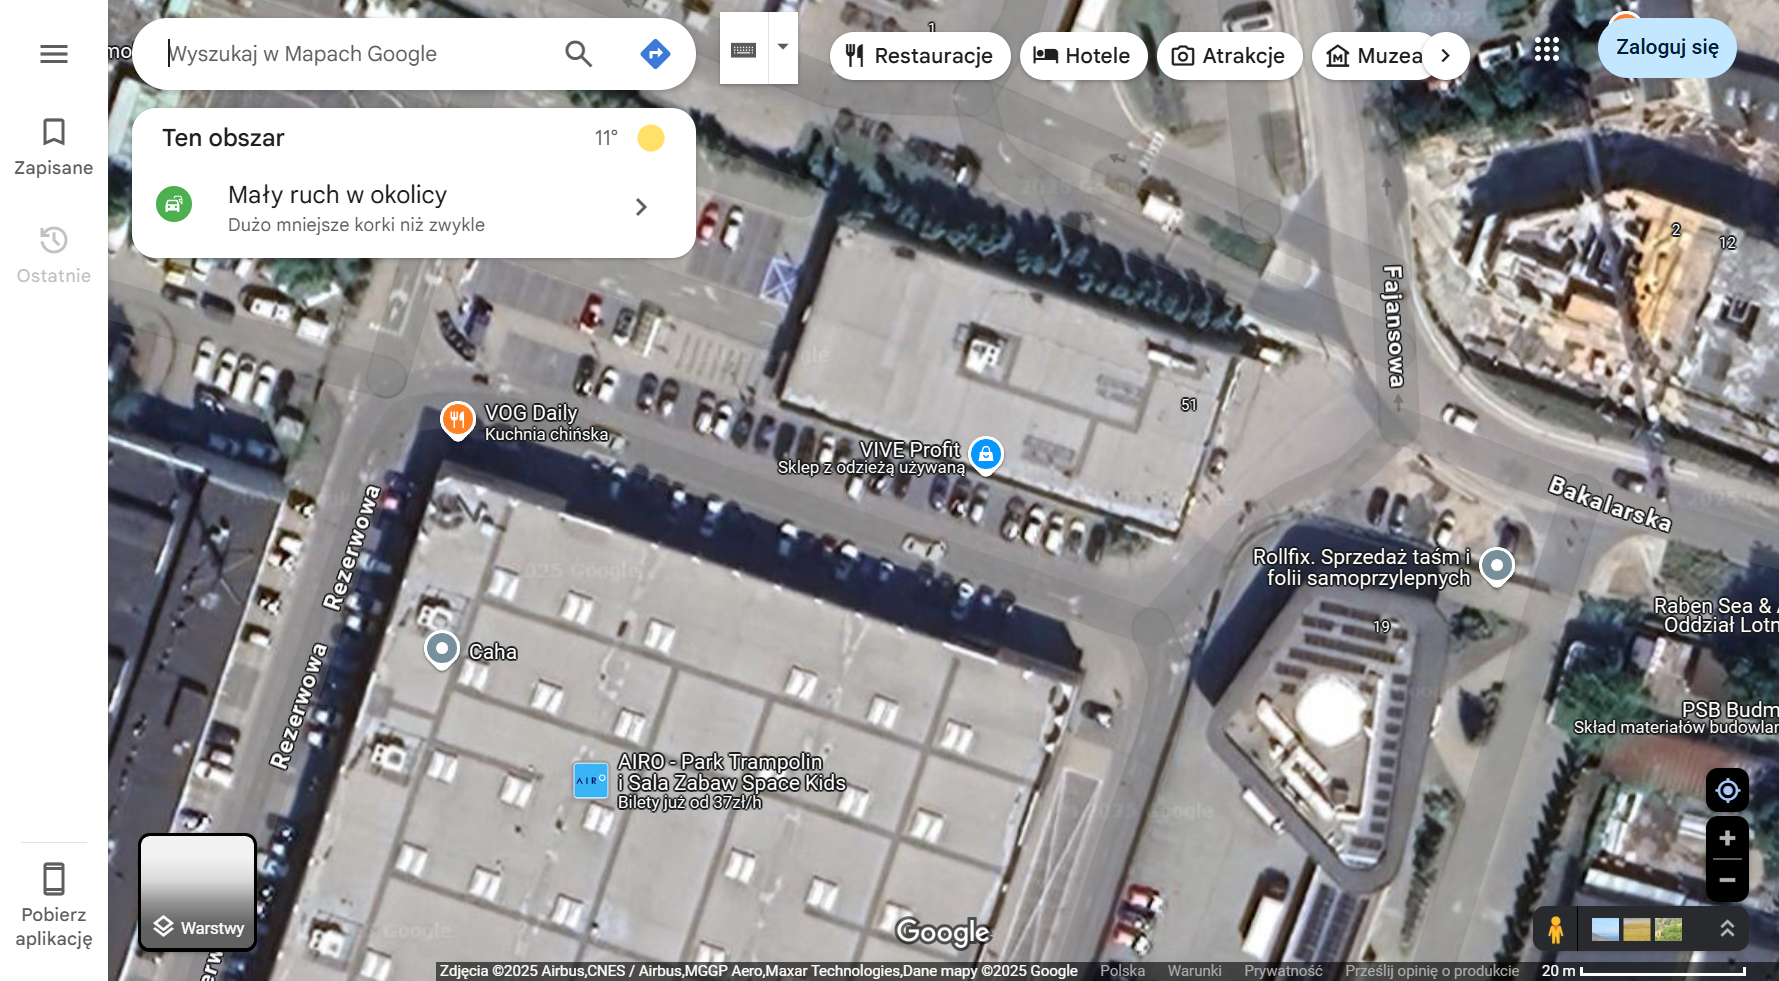 Wyszukaj w Mapach Google
Restauracje
Hotele
Atrakcje
Muzea
Zaloguj się
Zapisane
Ostatnie
Ten obszar
11°
Mały ruch w okolicy
Dużo mniejsze korki niż zwykle
1
2
12
Fajansowa
51
VOG Daily
Kuchnia chińska
VIVE Profit
Sklep z odzieżą używaną
Bakalarska
Rezerwowa
Rollfix. Sprzedaż taśm i
folii samoprzylepnych
19
Raben Sea &
Oddział Lotn
Caha
Rezerwowa
PSB Budm
Skład materiałów budowlan
AIRO
AIRO - Park Trampolin
i Sala Zabaw Space Kids
Bilety już od 37zł/h
Pobierz
aplikację
Warstwy
Google
Zdjęcia ©2025 Airbus,CNES / Airbus,MGGP Aero,Maxar Technologies,Dane mapy ©2025 Google
Polska
Warunki
Prywatność
Prześlij opinię o produkcie
20 m